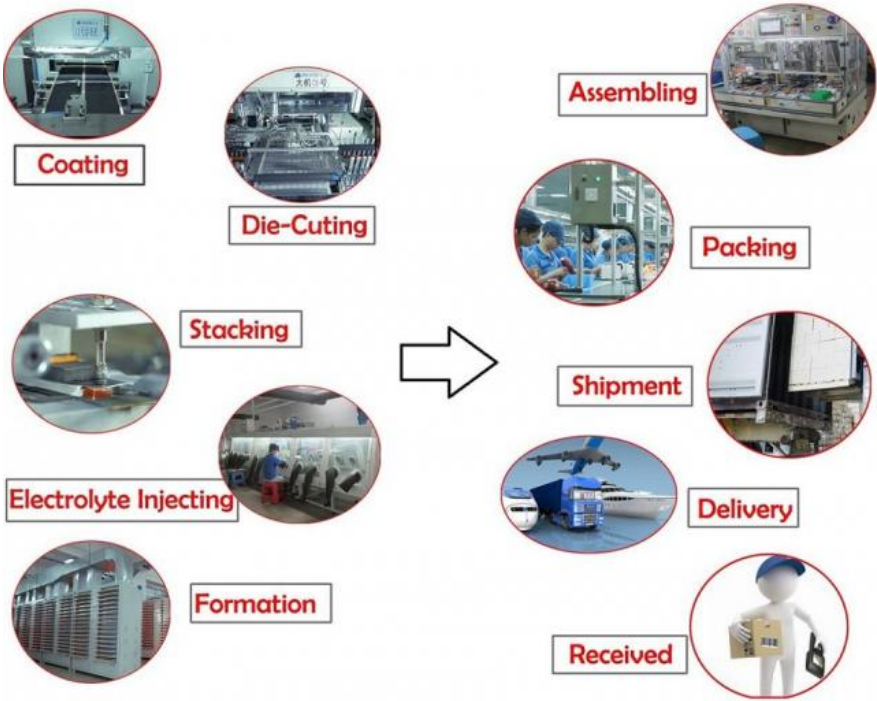 Coating
Die-Cuting
Stacking
Electrolyte Injecting
Formation
Assembling
Packing
Shipment
Delivery
Received